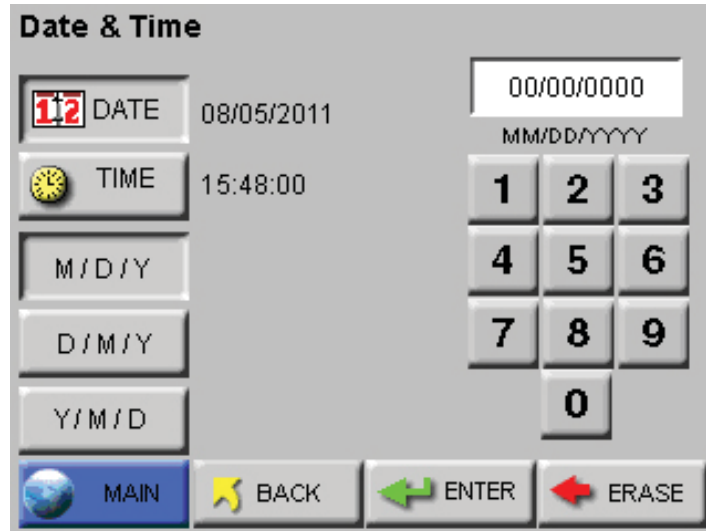 Date & Time
12 DATE 08/05/2011
00/00/0000
MM/DD/YYYY
TIME 15:48:00
1 2 3
M/D/Y
4 5 6
D/M/Y
7 8 9
Y/M/D
0
MAIN BACK ENTER ERASE